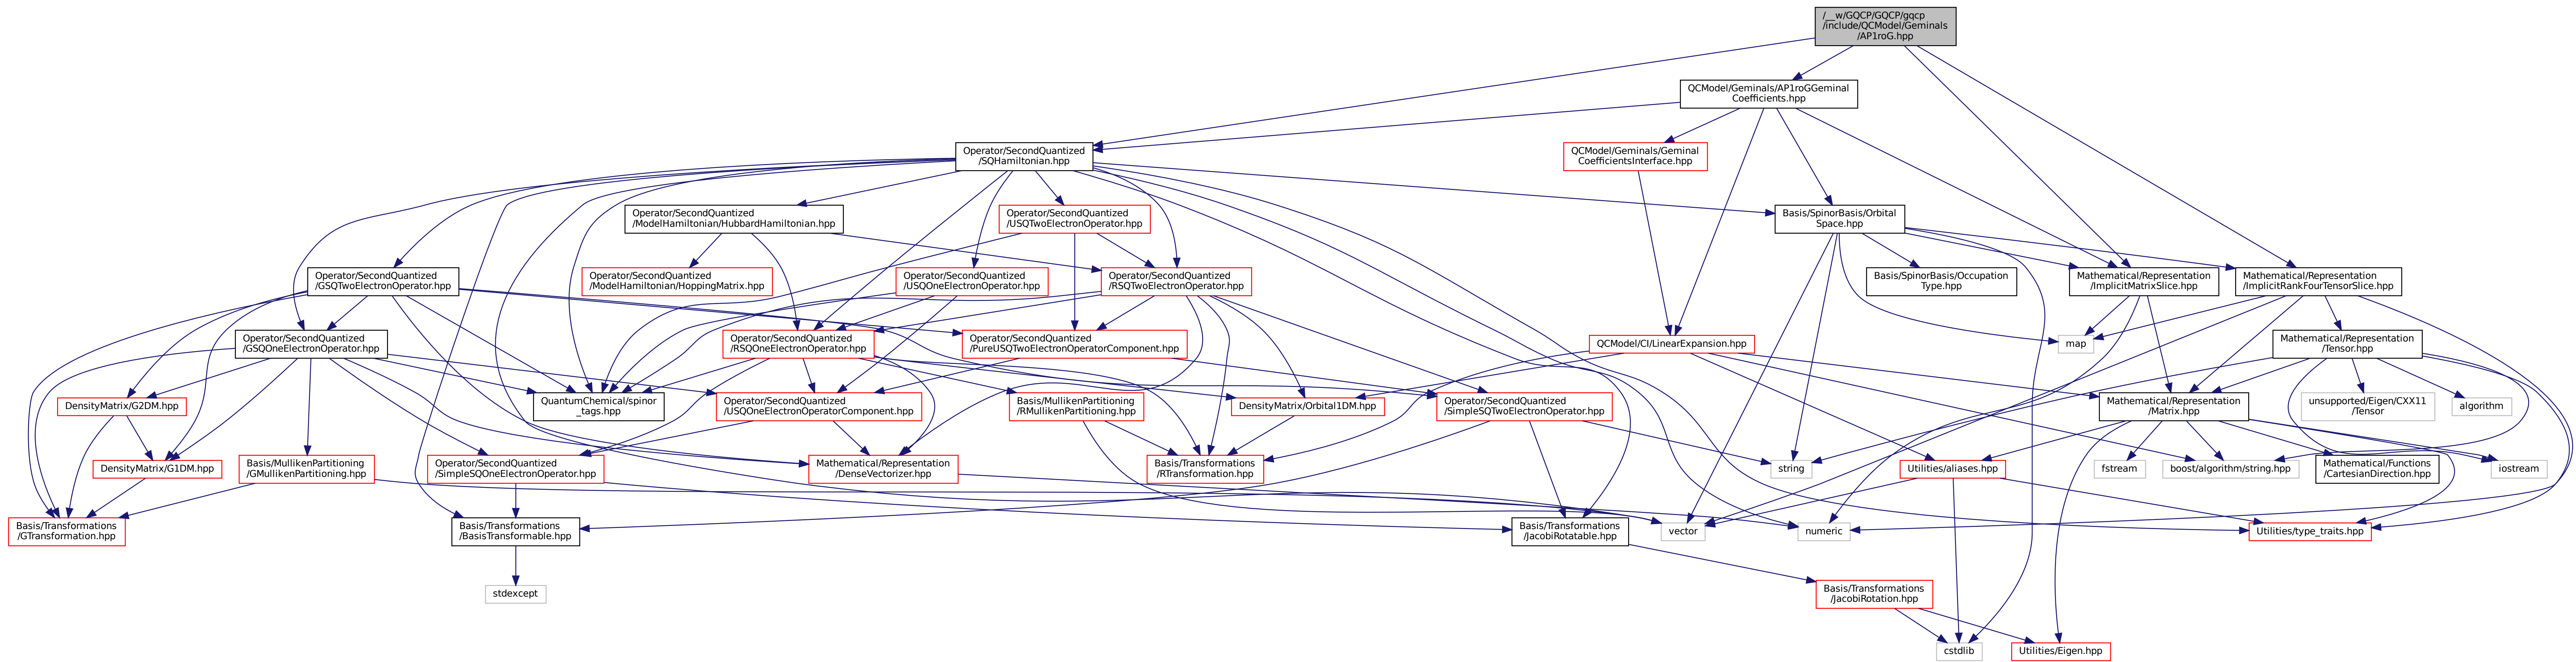 /__w/GQCP/GQCP/gqcp
/include/QCModel/Geminals
/AP1roG.hpp
QCModel/Geminals/AP1roGGeminal
Coefficients.hpp
Operator/SecondQuantized
/SQHamiltonian.hpp
QCModel/Geminals/Geminal
CoefficientsInterface.hpp
Operator/SecondQuantized
/ModelHamiltonian/HubbardHamiltonian.hpp
Operator/SecondQuantized
/USQTwoElectronOperator.hpp
Basis/SpinorBasis/Orbital
Space.hpp
Operator/SecondQuantized
/GSQTwoElectronOperator.hpp
Operator/SecondQuantized
/ModelHamiltonian/HoppingMatrix.hpp
Operator/SecondQuantized
/USQOneElectronOperator.hpp
Operator/SecondQuantized
/RSQTwoElectronOperator.hpp
Basis/SpinorBasis/Occupation
Type.hpp
Mathematical/Representation
/ImplicitMatrixSlice.hpp
Mathematical/Representation
/ImplicitRankFourTensorSlice.hpp
Operator/SecondQuantized
/GSQOneElectronOperator.hpp
Operator/SecondQuantized
/RSQOneElectronOperator.hpp
Operator/SecondQuantized
/PureUSQTwoElectronOperatorComponent.hpp
QCModel/CI/LinearExpansion.hpp
map
Mathematical/Representation
/Tensor.hpp
DensityMatrix/G2DM.hpp
QuantumChemical/spinor
_tags.hpp
Operator/SecondQuantized
/USQOneElectronOperatorComponent.hpp
Basis/MullikenPartitioning
/RMullikenPartitioning.hpp
DensityMatrix/Orbital1DM.hpp
Operator/SecondQuantized
/SimpleSQTwoElectronOperator.hpp
Mathematical/Representation
/Matrix.hpp
unsupported/Eigen/CXX11
/Tensor
algorithm
DensityMatrix/G1DM.hpp
Basis/MullikenPartitioning
/GMullikenPartitioning.hpp
Operator/SecondQuantized
/SimpleSQOneElectronOperator.hpp
Mathematical/Representation
/DenseVectorizer.hpp
Basis/Transformations
/RTransformation.hpp
string
Utilities/aliases.hpp
fstream
boost/algorithm/string.hpp
Mathematical/Functions
/CartesianDirection.hpp
iostream
Basis/Transformations
/GTransformation.hpp
Basis/Transformations
/BasisTransformable.hpp
Basis/Transformations
/JacobiRotatable.hpp
vector
numeric
Utilities/type_traits.hpp
stdexcept
Basis/Transformations
/JacobiRotation.hpp
cstdlib
Utilities/Eigen.hpp